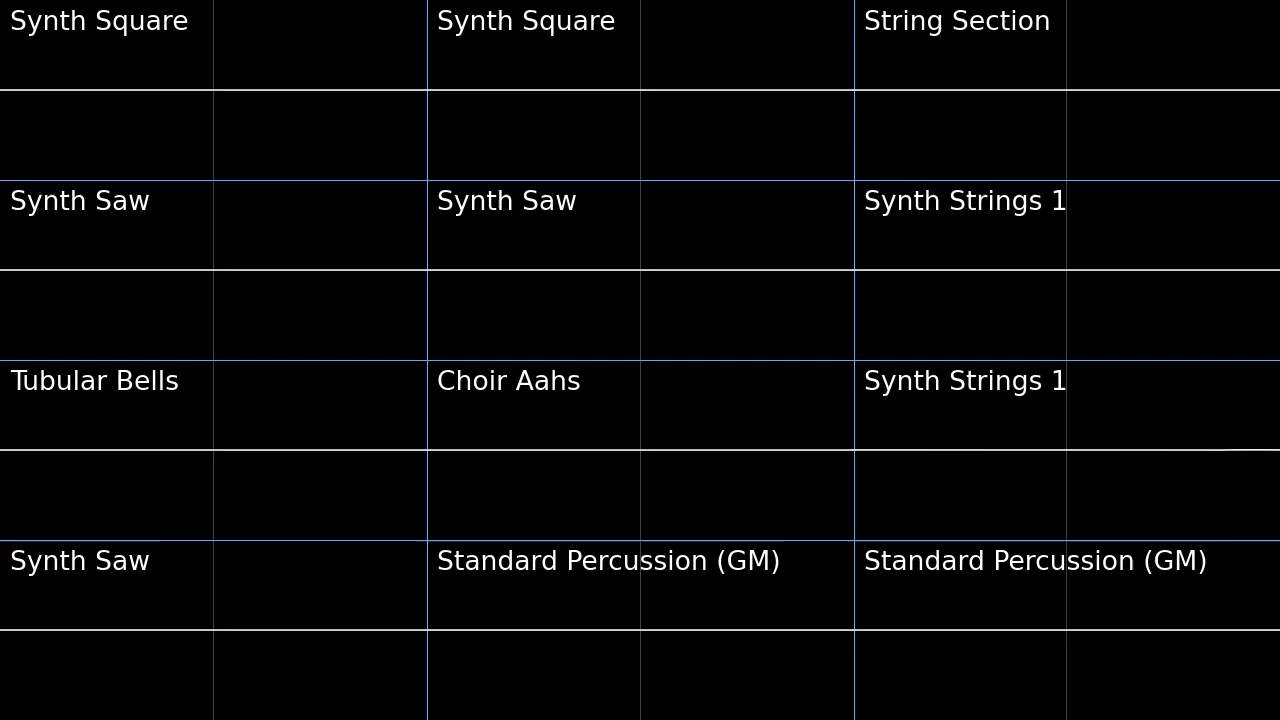 Synth Square
Synth Square
String Section
Synth Saw
Synth Saw
Synth Strings 1
Tubular Bells
Choir Aahs
Synth Strings 1
Synth Saw
Standard Percussion (GM)
Standard Percussion (GM)